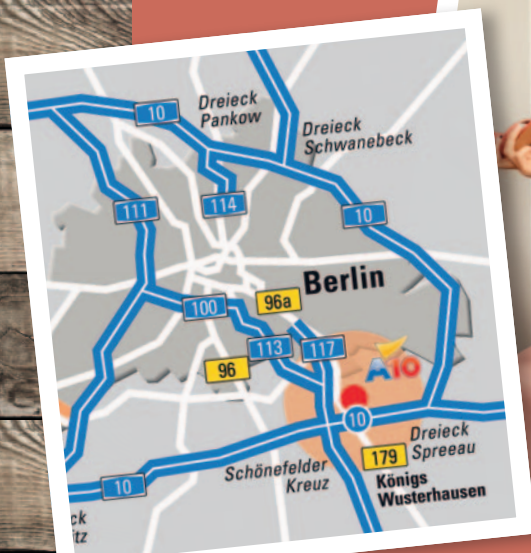 10
Dreieck
Pankow
Dreieck
Schwanebeck
111
114
10
Berlin
100
96a
113
117
96
A10
10
Dreieck
Spreeau
179
Schönefelder
Kreuz
Königs
Wusterhausen
10
ck
itz